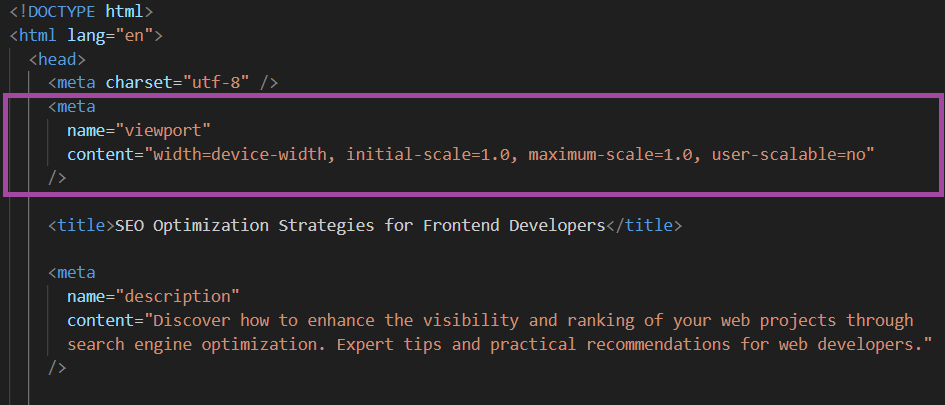 <!DOCTYPE html>
<html lang="en">
<head>
<meta charset="utf-8" />
<meta
name="viewport"
content="width=device-width, initial-scale=1.0, maximum-scale=1.0, user-scalable=no"
/>
<title>SEO Optimization Strategies for Frontend Developers</title>
<meta
name="description"
content="Discover how to enhance the visibility and ranking of your web projects through
search engine optimization. Expert tips and practical recommendations for web developers."
/>